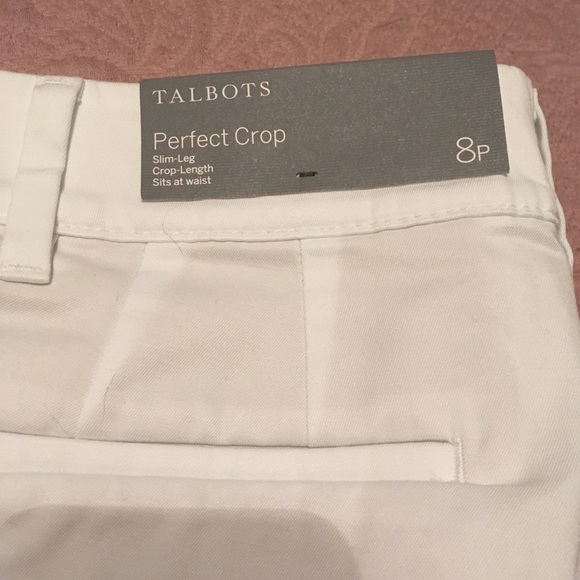 TALBOTS
Perfect Crop
Slim-Leg
Crop-Length
Sits at waist
8P